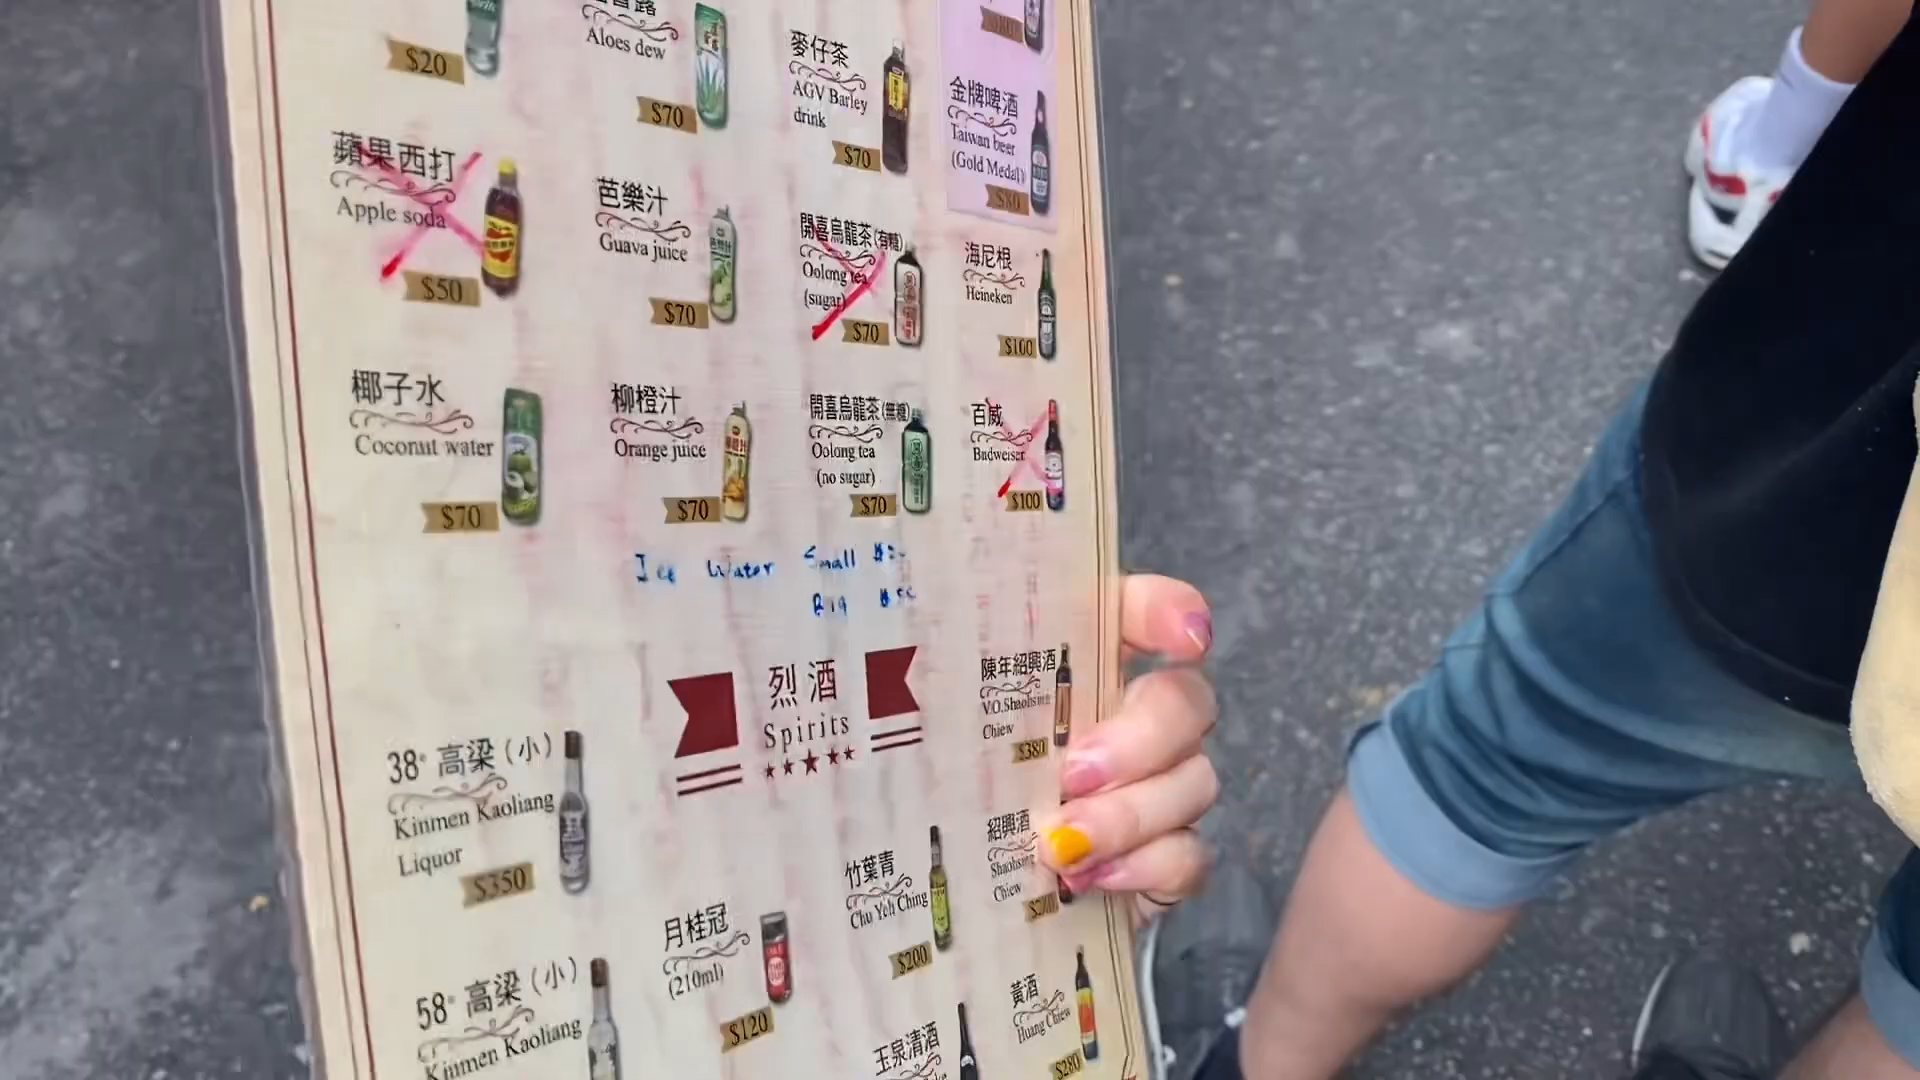 $20
Aloes dew
$70
麥仔茶
AGV Barley
drink
$70
金牌啤酒
Taiwan beer
(Gold Medal)
$80
蘋果西打
Apple soda
$50
芭樂汁
Guava juice
$70
開喜烏龍茶(有糖)
Oolong tea
(sugar)
$70
海尼根
Heineken
$100
椰子水
Coconut water
$70
柳橙汁
Orange juice
$70
開喜烏龍茶(無糖)
Oolong tea
(no sugar)
$70
百威
Budweiser
$100
Ice Water Small
Big
烈酒
Spirits
陳年紹興酒
V.O.Shaohsing
Chiew
$380
38° 高粱(小)
Kinmen Kaoliang
Liquor
$350
竹葉青
Chu Yeh Ching
$200
紹興酒
Shaohsing
Chiew
月桂冠
(210ml)
$120
58° 高粱(小)
Kinmen Kaoliang
玉泉清酒
黃酒
Huang Chiew
$280